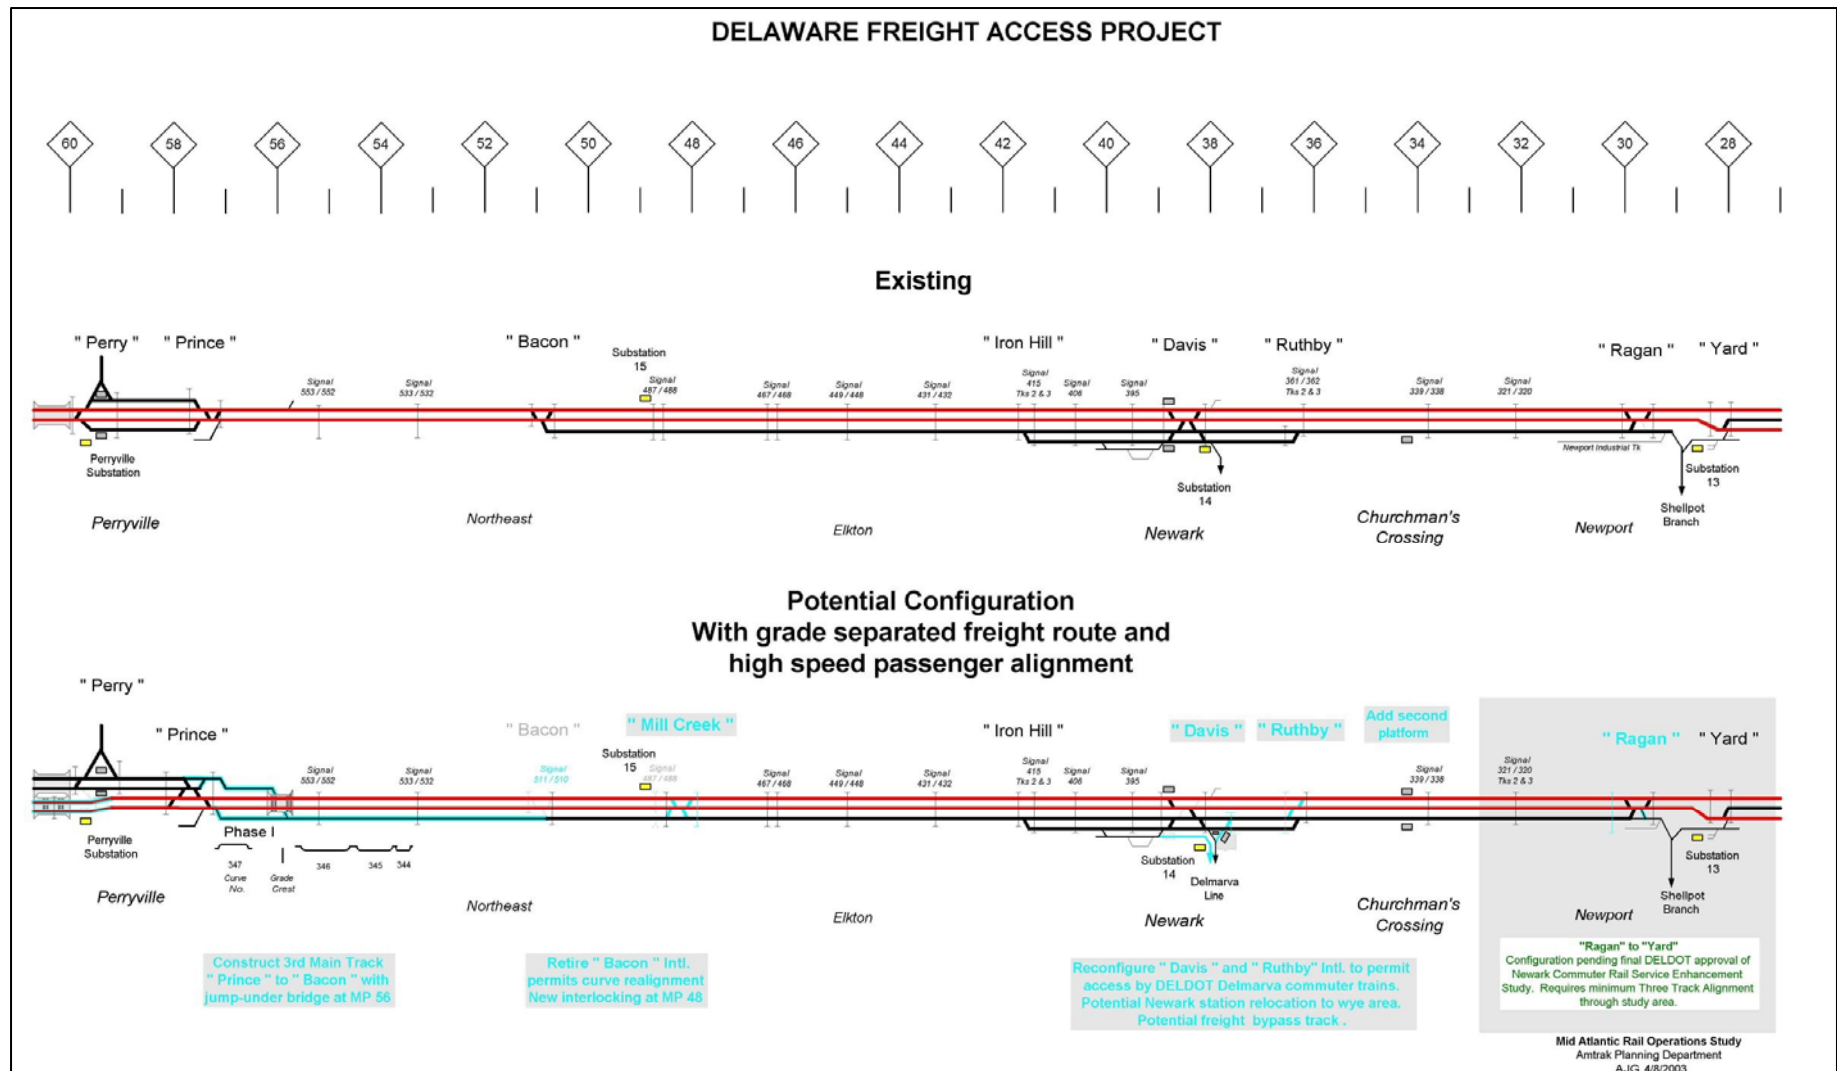 DELAWARE FREIGHT ACCESS PROJECT
60 58 56 54 52 50 48 46 44 42 40 38 36 34 32 30 28
Existing
" Perry " " Prince " " Bacon " " Iron Hill " " Davis " " Ruthby " " Ragan " " Yard "
Substation
15
Signal
553 / 552
Signal
533 / 532
Signal
487 / 488
Signal
467 / 468
Signal
449 / 448
Signal
431 / 432
Signal
415
Tks 2 & 3
Signal
406
Signal
395
Signal
361 / 362
Tks 2 & 3
Signal
339 / 338
Signal
321 / 320
Perryville
Substation
Substation
14
Newport Industrial Tk
Substation
13
Shellpot
Branch
Perryville
Northeast
Elkton
Newark
Churchman's
Crossing
Newport
Potential Configuration
With grade separated freight route and
high speed passenger alignment
" Perry "
" Prince "
" Bacon "
" Mill Creek "
" Iron Hill "
" Davis "
" Ruthby "
Add second
platform
" Ragan "
" Yard "
Substation
15
Signal
553 / 552
Signal
533 / 532
Signal
511 / 510
Signal
487 / 488
Signal
467 / 468
Signal
449 / 448
Signal
431 / 432
Signal
415
Tks 2 & 3
Signal
406
Signal
395
Signal
339 / 338
Signal
321 / 320
Tks 2 & 3
Perryville
Substation
Phase I
347
Curve
No.
Grade
Crest
346
345
344
Substation
14
Delmarva
Line
Substation
13
Shellpot
Branch
Perryville
Northeast
Elkton
Newark
Churchman's
Crossing
Newport
Construct 3rd Main Track
" Prince " to " Bacon " with
jump-under bridge at MP 56
Retire " Bacon " Intl.
permits curve realignment
New interlocking at MP 48
Reconfigure " Davis " and " Ruthby" Intl. to permit
access by DELDOT Delmarva commuter trains.
Potential Newark station relocation to wye area.
Potential freight bypass track .
"Ragan" to "Yard"
Configuration pending final DELDOT approval of
Newark Commuter Rail Service Enhancement
Study. Requires minimum Three Track Alignment
through study area.
Mid Atlantic Rail Operations Study
Amtrak Planning Department
AJG 4/8/2003